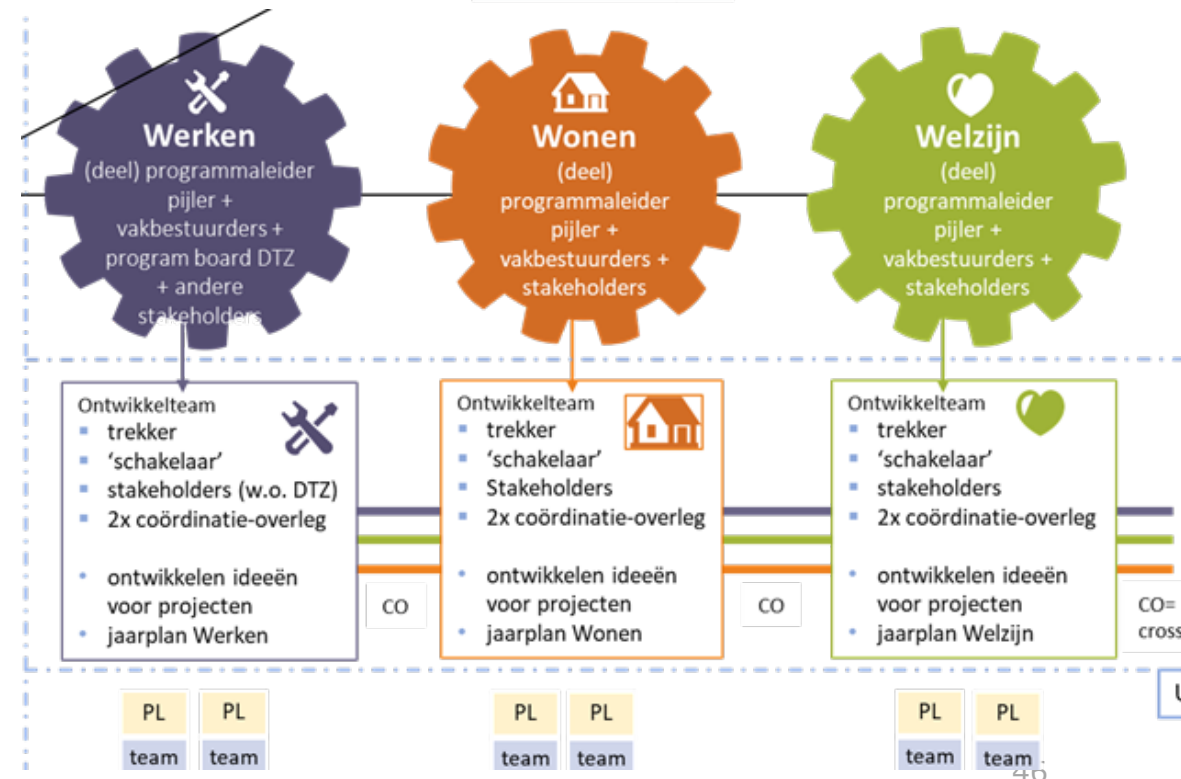 Werken
(deel) programmaleider
pijler +
vakbestuurders +
program board DTZ
+ andere
stakeholders
Wonen
(deel)
programmaleider
pijler +
vakbestuurders +
stakeholders
Welzijn
(deel)
programmaleider
pijler +
vakbestuurders +
stakeholders
Ontwikkelteam
trekker
‘schakelaar’
stakeholders (w.o. DTZ)
2x coördinatie-overleg
ontwikkelen ideeën
voor projecten
jaarplan Werken
CO
Ontwikkelteam
trekker
‘schakelaar’
Stakeholders
2x coördinatie-overleg
ontwikkelen ideeën
voor projecten
jaarplan Wonen
CO
Ontwikkelteam
trekker
‘schakelaar’
stakeholders
2x coördinatie-overleg
ontwikkelen ideeën
voor projecten
jaarplan Welzijn
CO=
cross
PL PL
team team
PL PL
team team
PL PL
team team